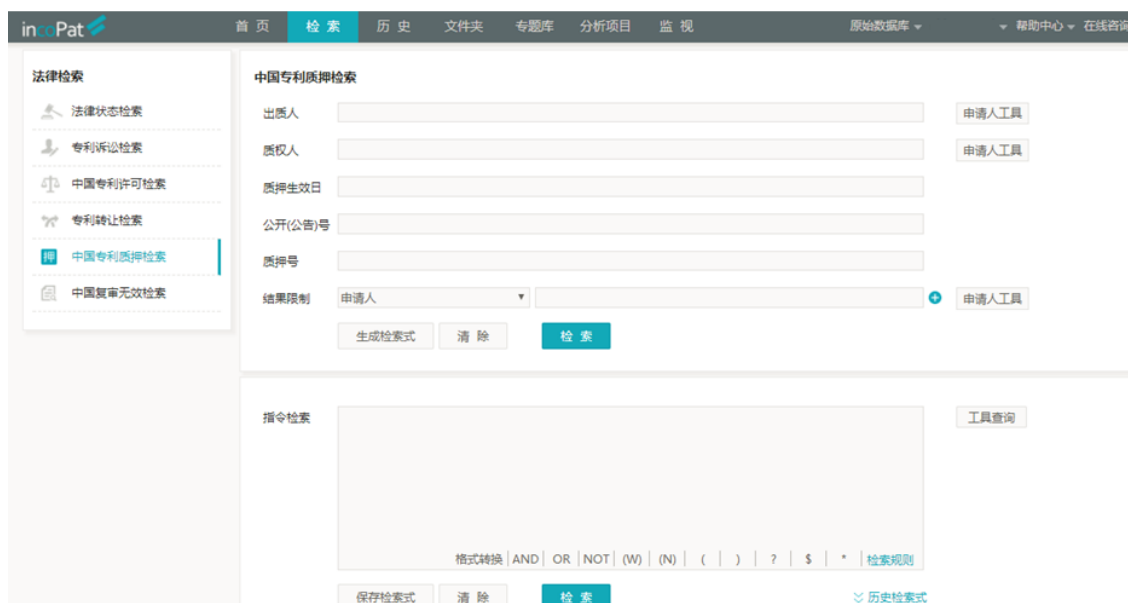 incoPat 首页 检索 历史 文件夹 专题库 分析项目 监视 原始数据库 帮助中心 在线咨询
法律检索
法律状态检索
专利诉讼检索
中国专利许可检索
专利转让检索
押 中国专利质押检索
中国复审无效检索
中国专利质押检索
出质人 申请人工具
质权人 申请人工具
质押生效日
公开(公告)号
质押号
结果限制 申请人 申请人工具
生成检索式 清除 检索
指令检索 工具查询
格式转换 AND OR NOT (W) (N) ( ) ? $ * 检索规则
保存检索式 清除 检索 历史检索式